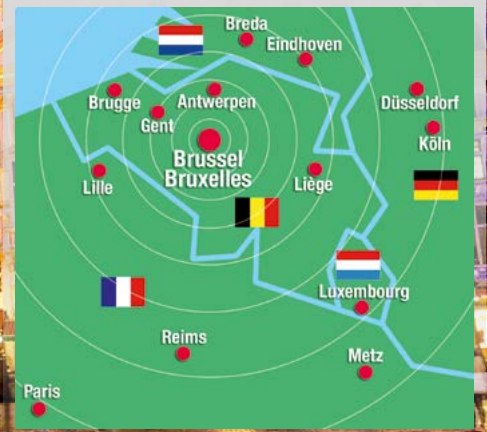 Breda
Eindhoven
Brugge
Antwerpen
Düsseldorf
Gent
Köln
Brussel
Bruxelles
Lille
Liège
Luxembourg
Reims
Metz
Paris